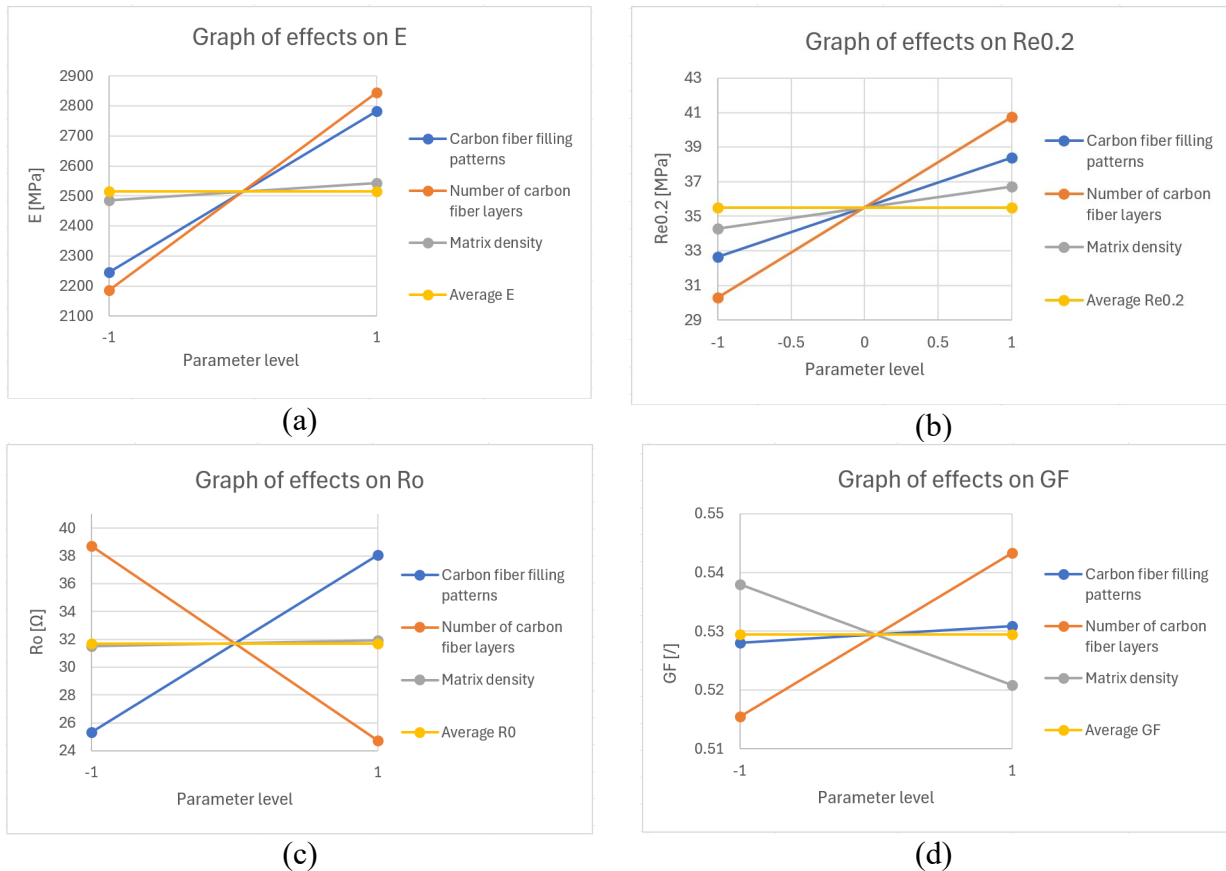 Graph of effects on E
E [MPa]
2900
2800
2700
2600
2500
2400
2300
2200
2100
-1
1
Parameter level
Carbon fiber filling
patterns
Number of carbon
fiber layers
Matrix density
Average E
(a)
Graph of effects on Re0.2
Re0.2 [MPa]
43
41
39
37
35
33
31
29
-1
-0.5
0
0.5
1
Parameter level
Carbon fiber filling
patterns
Number of carbon
fiber layers
Matrix density
Average Re0.2
(b)
Graph of effects on Ro
Ro [Ω]
40
38
36
34
32
30
28
26
24
-1
1
Parameter level
Carbon fiber filling
patterns
Number of carbon
fiber layers
Matrix density
Average R0
(c)
Graph of effects on GF
GF [/]
0.55
0.54
0.53
0.52
0.51
-1
1
Parameter level
Carbon fiber filling
patterns
Number of carbon
fiber layers
Matrix density
Average GF
(d)